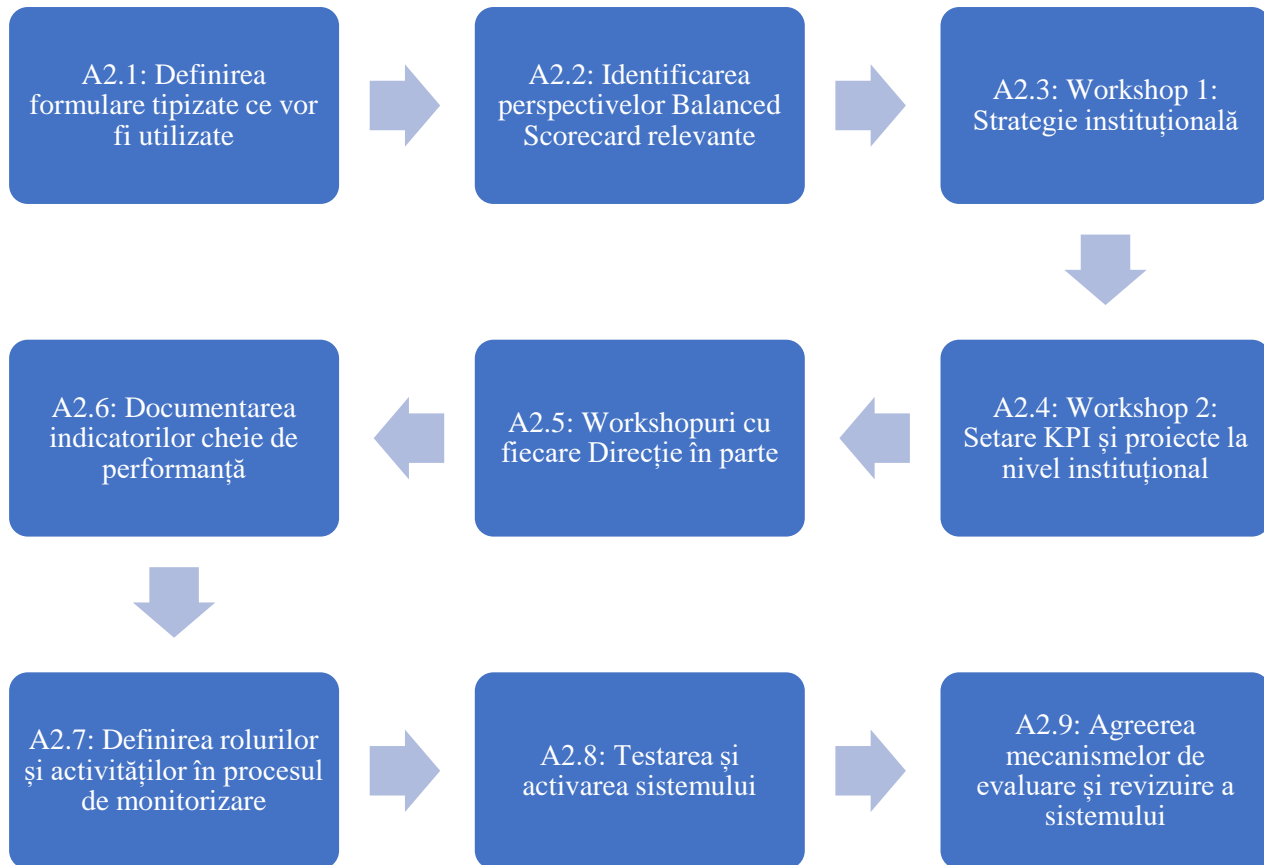 A2.1: Definirea
formulare tipizate ce vor
fi utilizate
A2.2: Identificarea
perspectivelor Balanced
Scorecard relevante
A2.3: Workshop 1:
Strategie instituțională
A2.4: Workshop 2:
Setare KPI și proiecte la
nivel instituțional
A2.5: Workshopuri cu
fiecare Direcție în parte
A2.6: Documentarea
indicatorilor cheie de
performanță
A2.7: Definirea rolurilor
și activităților în procesul
de monitorizare
A2.8: Testarea și
activarea sistemului
A2.9: Agreerea
mecanismelor de
evaluare și revizuire a
sistemului